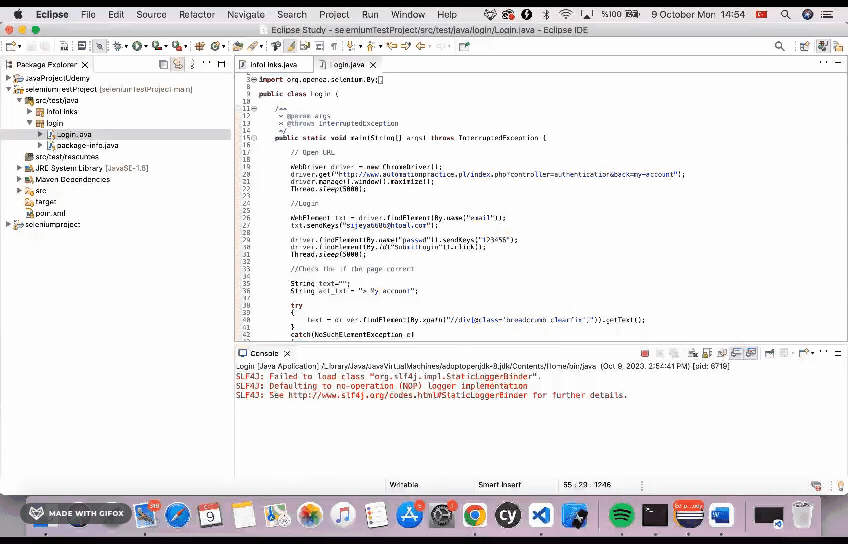 Eclipse File Edit Source Refactor Navigate Search Project Run Window Help %100 9 October Mon 14:54
Eclipse Study - seleniumTestProject/src/test/java/login/Login.java - Eclipse IDE
Package Explorer
JavaProjectUdemy
seleniumTestProject [seleniumTestProject main]
src/test/java
infoLinks
login
Login.java
package-info.java
src/test/resources
JRE System Library [JavaSE-1.8]
Maven Dependencies
src
target
pom.xml
seleniumproject
InfoLinks.java Login.java
3 import org.openqa.selenium.By;
8
9 public class Login {
10
11 /**
12 * @param args
13 * @throws InterruptedException
14 */
15 public static void main(String[] args) throws InterruptedException {
16
17 // Open URL
18
19 WebDriver driver = new ChromeDriver();
20 driver.get("http://www.automationpractice.pl/index.php?controller=authentication&back=my-account");
21 driver.manage().window().maximize();
22 Thread.sleep(5000);
23
24 //Login
25
26 WebElement txt = driver.findElement(By.name("email"));
27 txt.sendKeys("sijeya6686@htoal.com");
28
29 driver.findElement(By.name("passwd")).sendKeys("123456");
30 driver.findElement(By.id("SubmitLogin")).click();
31 Thread.sleep(5000);
32
33 //Check the if the page correct
34
35 String text="";
36 String act_txt = "> My account";
37
38 try
39 {
40 text = driver.findElement(By.xpath("//div[@class='breadcrumb clearfix']")).getText();
41 }
42 catch(NoSuchElementException e)
Console
Login [Java Application] /Library/Java/JavaVirtualMachines/adoptopenjdk-8.jdk/Contents/Home/bin/java (Oct 9, 2023, 2:54:41 PM) [pid: 6719]
SLF4J: Failed to load class "org.slf4j.impl.StaticLoggerBinder".
SLF4J: Defaulting to no-operation (NOP) logger implementation
SLF4J: See http://www.slf4j.org/codes.html#StaticLoggerBinder for further details.
Writable Smart Insert 55 : 29 : 1246
MADE WITH GIFOX
9
cy
W